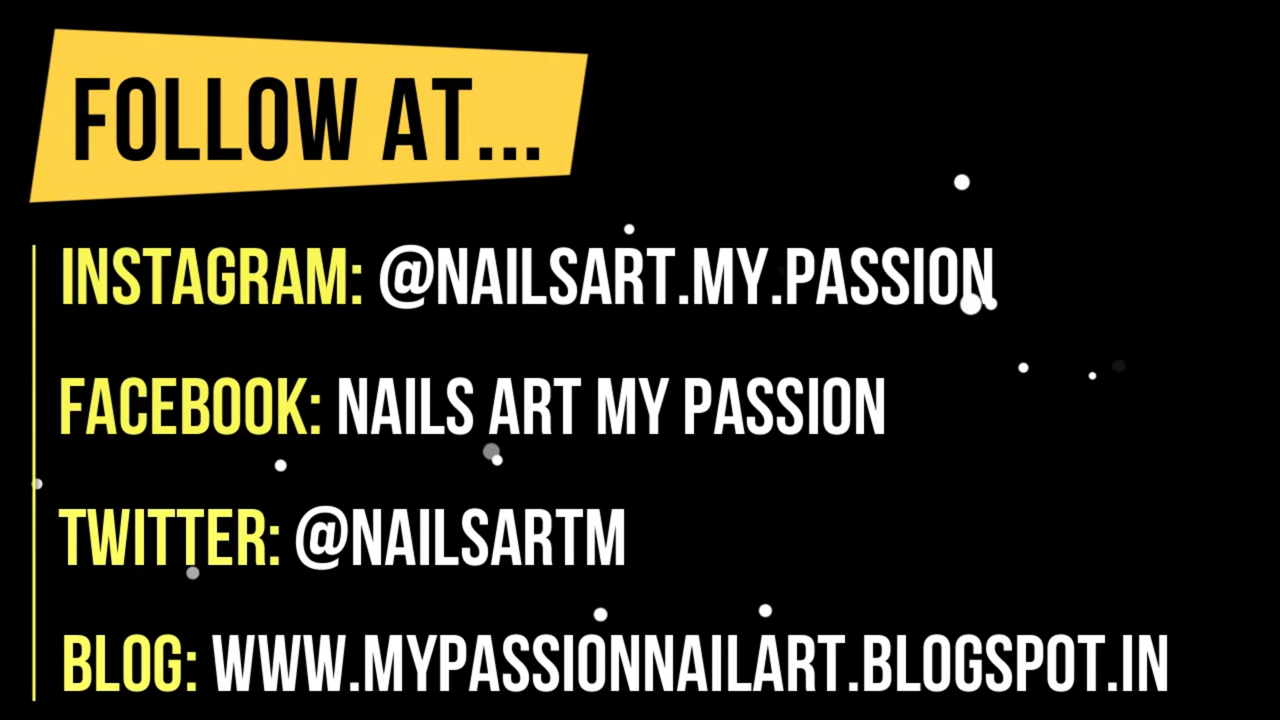 FOLLOW AT...
INSTAGRAM: @NAILSART.MY.PASSION
FACEBOOK: NAILS ART MY PASSION
TWITTER: @NAILSARTM
BLOG: WWW.MYPASSIONNAILART.BLOGSPOT.IN